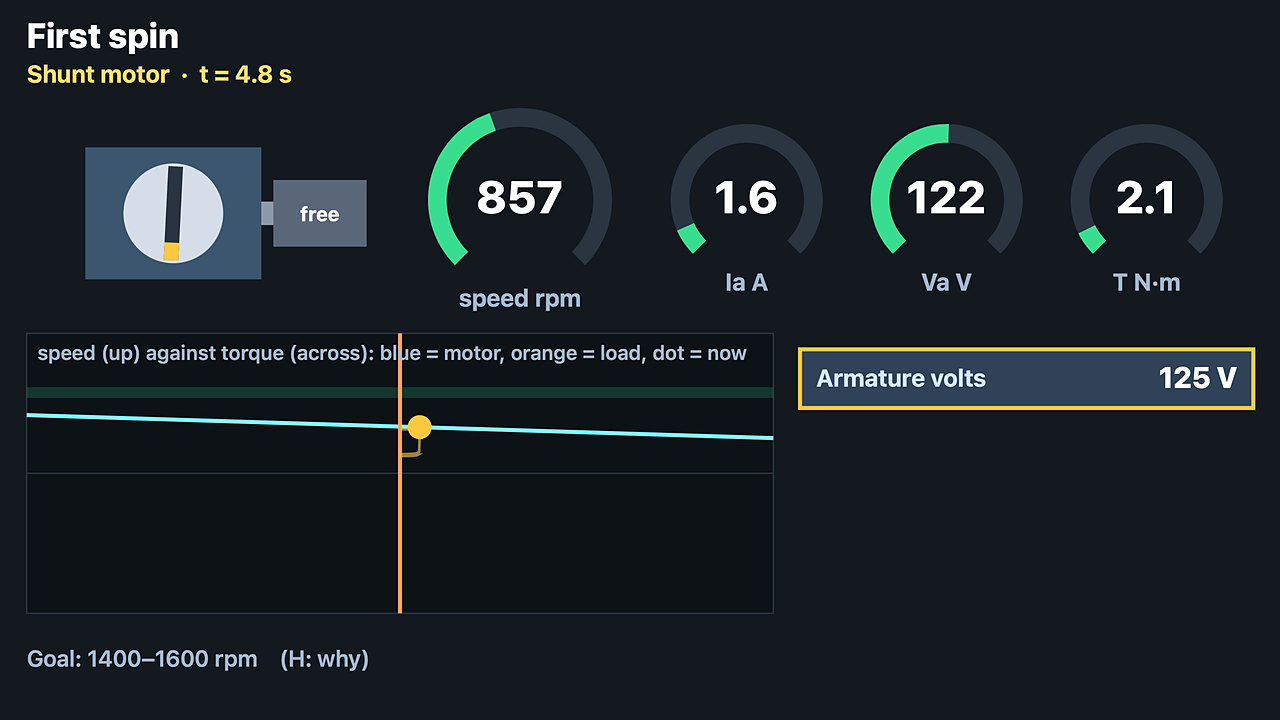 First spin
Shunt motor · t = 4.8 s
free
857
speed rpm
1.6
Ia A
122
Va V
2.1
T N·m
speed (up) against torque (across): blue = motor, orange = load, dot = now
Armature volts 125 V
Goal: 1400–1600 rpm (H: why)